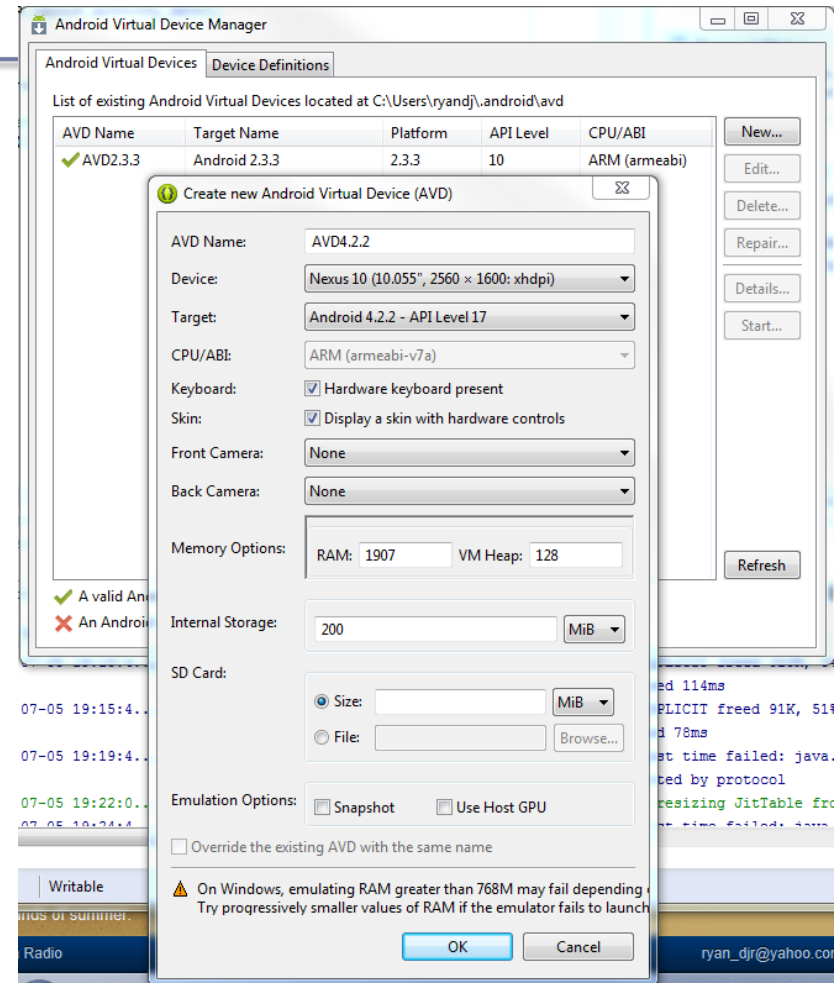 Android Virtual Device Manager
Android Virtual Devices
Device Definitions
List of existing Android Virtual Devices located at C:\Users\ryandj\.android\avd
AVD Name Target Name Platform API Level CPU/ABI
AVD2.3.3 Android 2.3.3 2.3.3 10 ARM (armeabi)
New...
Edit...
Delete...
Repair...
Details...
Start...
Refresh
A valid
An
Create new Android Virtual Device (AVD)
AVD Name: AVD4.2.2
Device: Nexus 10 (10.055", 2560 × 1600: xhdpi)
Target: Android 4.2.2 - API Level 17
CPU/ABI: ARM (armeabi-v7a)
Keyboard: Hardware keyboard present
Skin: Display a skin with hardware controls
Front Camera: None
Back Camera: None
Memory Options: RAM: 1907 VM Heap: 128
Internal Storage: 200 MiB
SD Card:
Size: MiB
File: Browse...
Emulation Options: Snapshot Use Host GPU
Override the existing AVD with the same name
On Windows, emulating RAM greater than 768M may fail depending
Try progressively smaller values of RAM if the emulator fails to launch
OK Cancel
ed 114ms
07-05 19:15:4.. PLICIT freed 91K, 51%
d 78ms
07-05 19:19:4.. st time failed: java.
ted by protocol
07-05 19:22:0.. resizing JitTable fro
Writable
of summer.
Radio
ryan_djr@yahoo.co